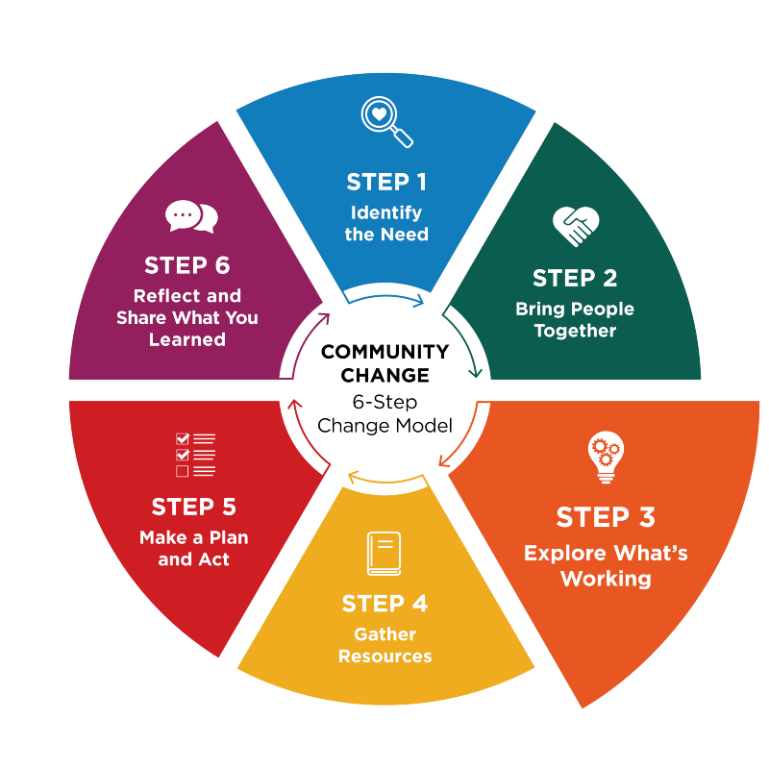 STEP 1
Identify
the Need
STEP 2
Bring People
Together
STEP 3
Explore What's
Working
STEP 4
Gather
Resources
STEP 5
Make a Plan
and Act
STEP 6
Reflect and
Share What You
Learned
COMMUNITY
CHANGE
6-Step
Change Model